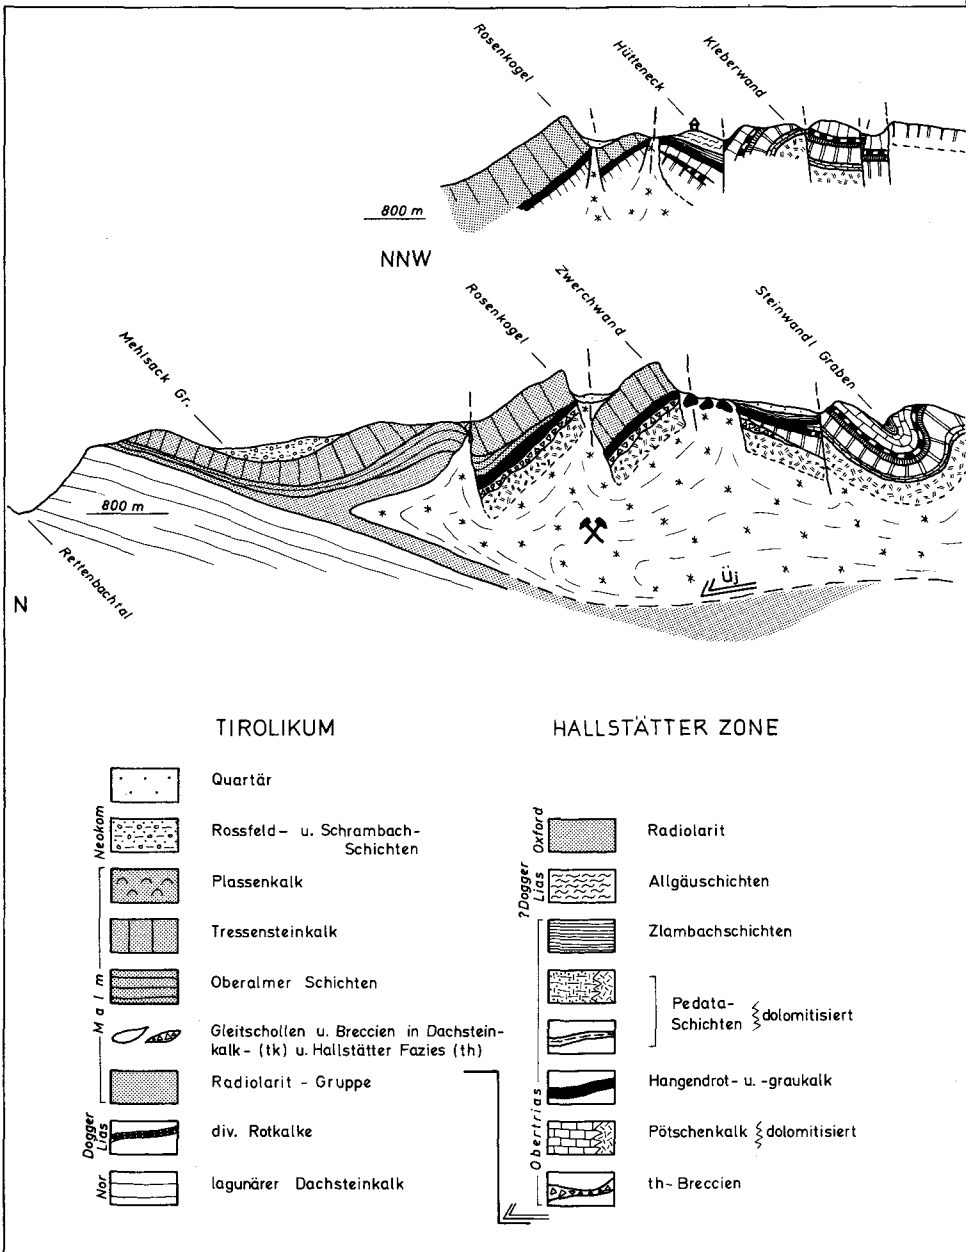 Rosenkogel
Hütteneck
Kleberwand
800 m
NNW
Mehlsack Gr.
Rosenkogel
Zwerchwand
Steinwandl Graben
800 m
Rettenbachtal
N
Üj
TIROLIKUM
Quartär
Neokom
Rossfeld- u. Schrambach-
Schichten
Malm
Plassenkalk
Tressensteinkalk
Oberalmer Schichten
Gleitschollen u. Breccien in Dachstein-
kalk- (tk) u. Hallstätter Fazies (th)
Radiolarit - Gruppe
Dogger
Lias
div. Rotkalke
Nor
lagunärer Dachsteinkalk
HALLSTÄTTER ZONE
Oxford
Radiolarit
?Dogger
Lias
Allgäuschichten
Obertrias
Zlambachschichten
Pedata-
Schichten
dolomitisiert
Hangendrot- u. -graukalk
Pötschenkalk
dolomitisiert
th-Breccien